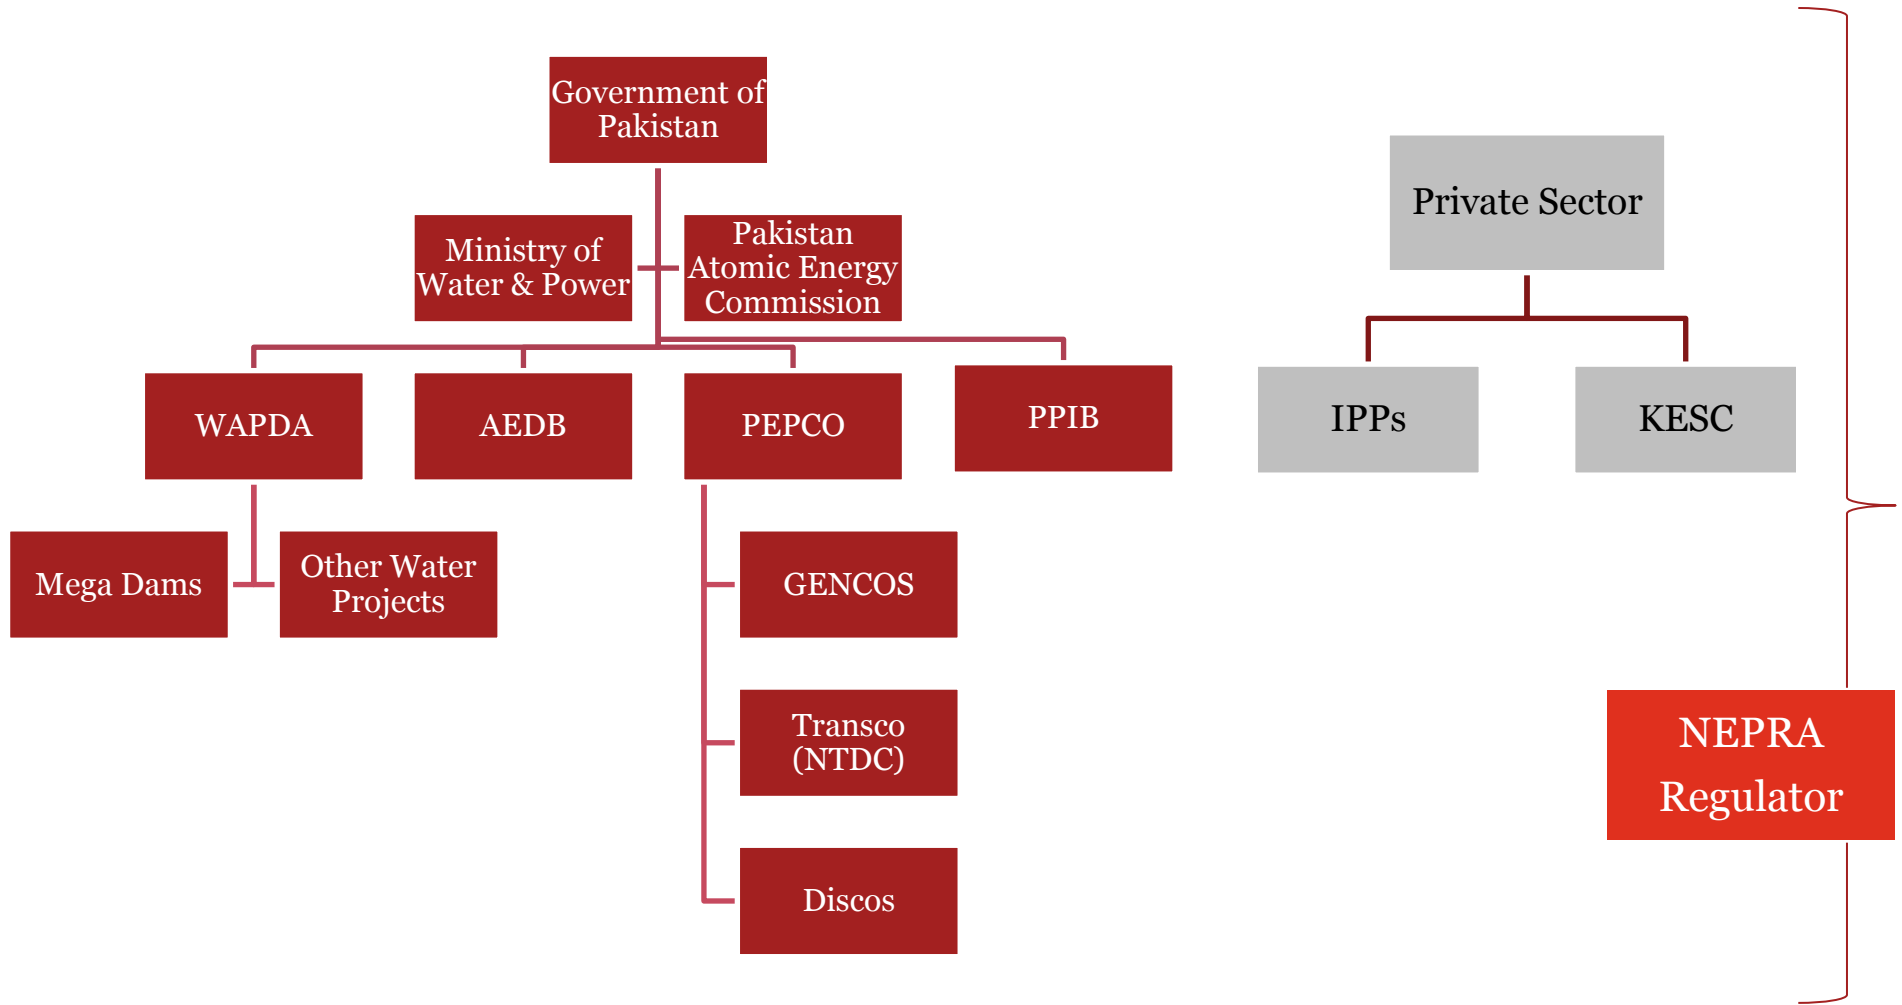 Government of
Pakistan
Ministry of
Water & Power
Pakistan
Atomic Energy
Commission
Private Sector
WAPDA
AEDB
PEPCO
PPIB
IPPs
KESC
Mega Dams
Other Water
Projects
GENCOS
Transco
(NTDC)
Discos
NEPRA
Regulator